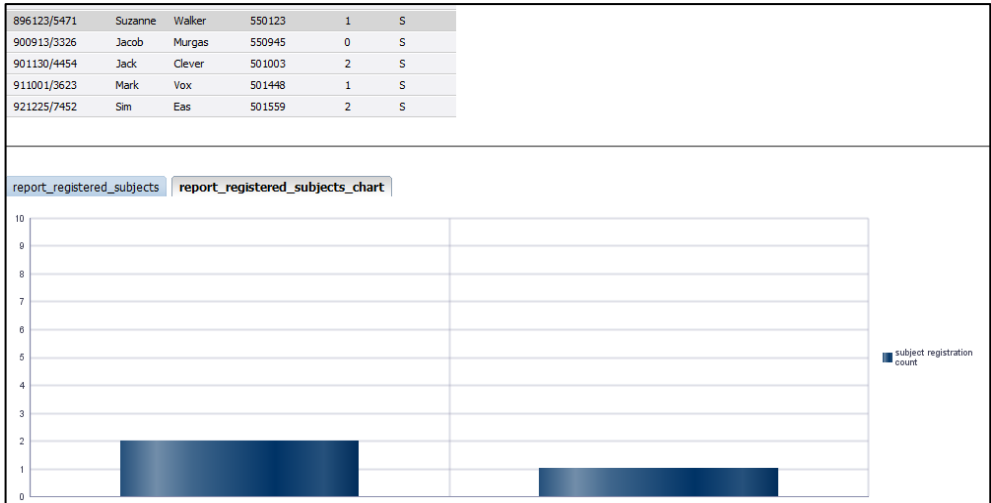 896123/5471 Suzanne Walker 550123 1 S
900913/3326 Jacob Murgas 550945 0 S
901130/4454 Jack Clever 501003 2 S
911001/3623 Mark Vox 501448 1 S
921225/7452 Sim Eas 501559 2 S
report_registered_subjects report_registered_subjects_chart
10
9
8
7
6
5
4
3
2
1
0
subject registration
count